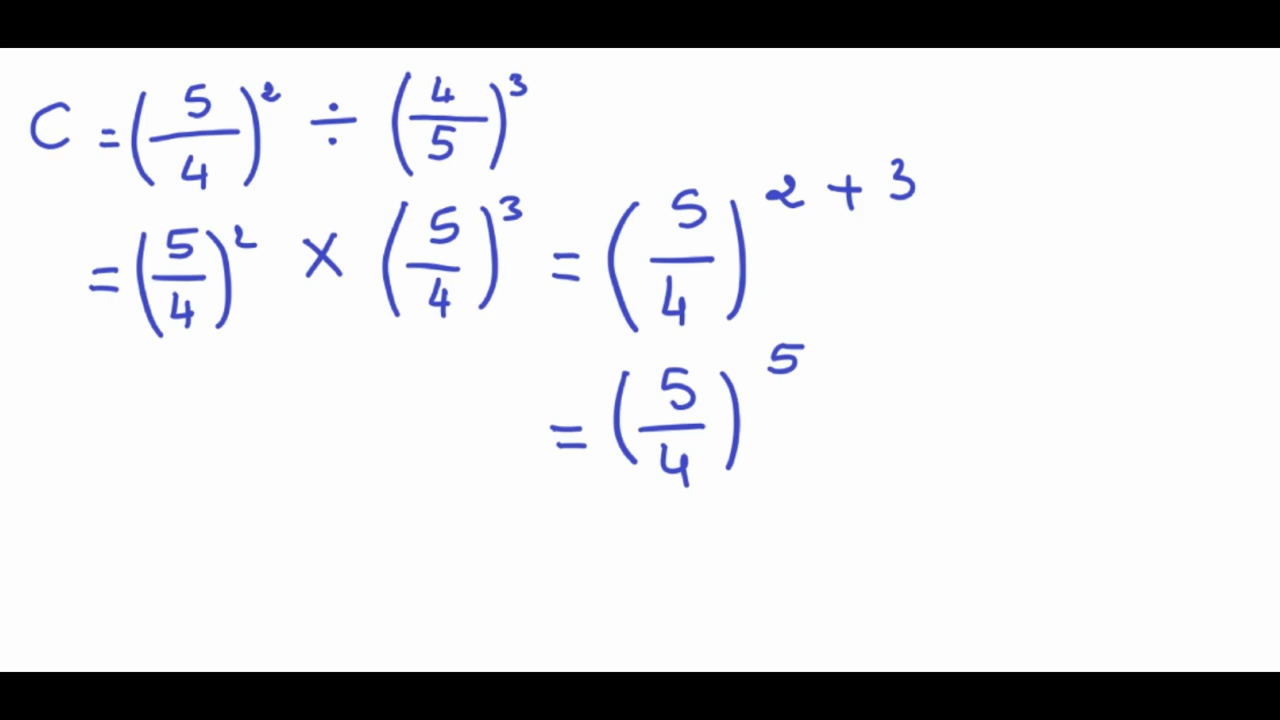 C = (5/4)² ÷ (4/5)³
= (5/4)² × (5/4)³ = (5/4)²⁺³
= (5/4)⁵